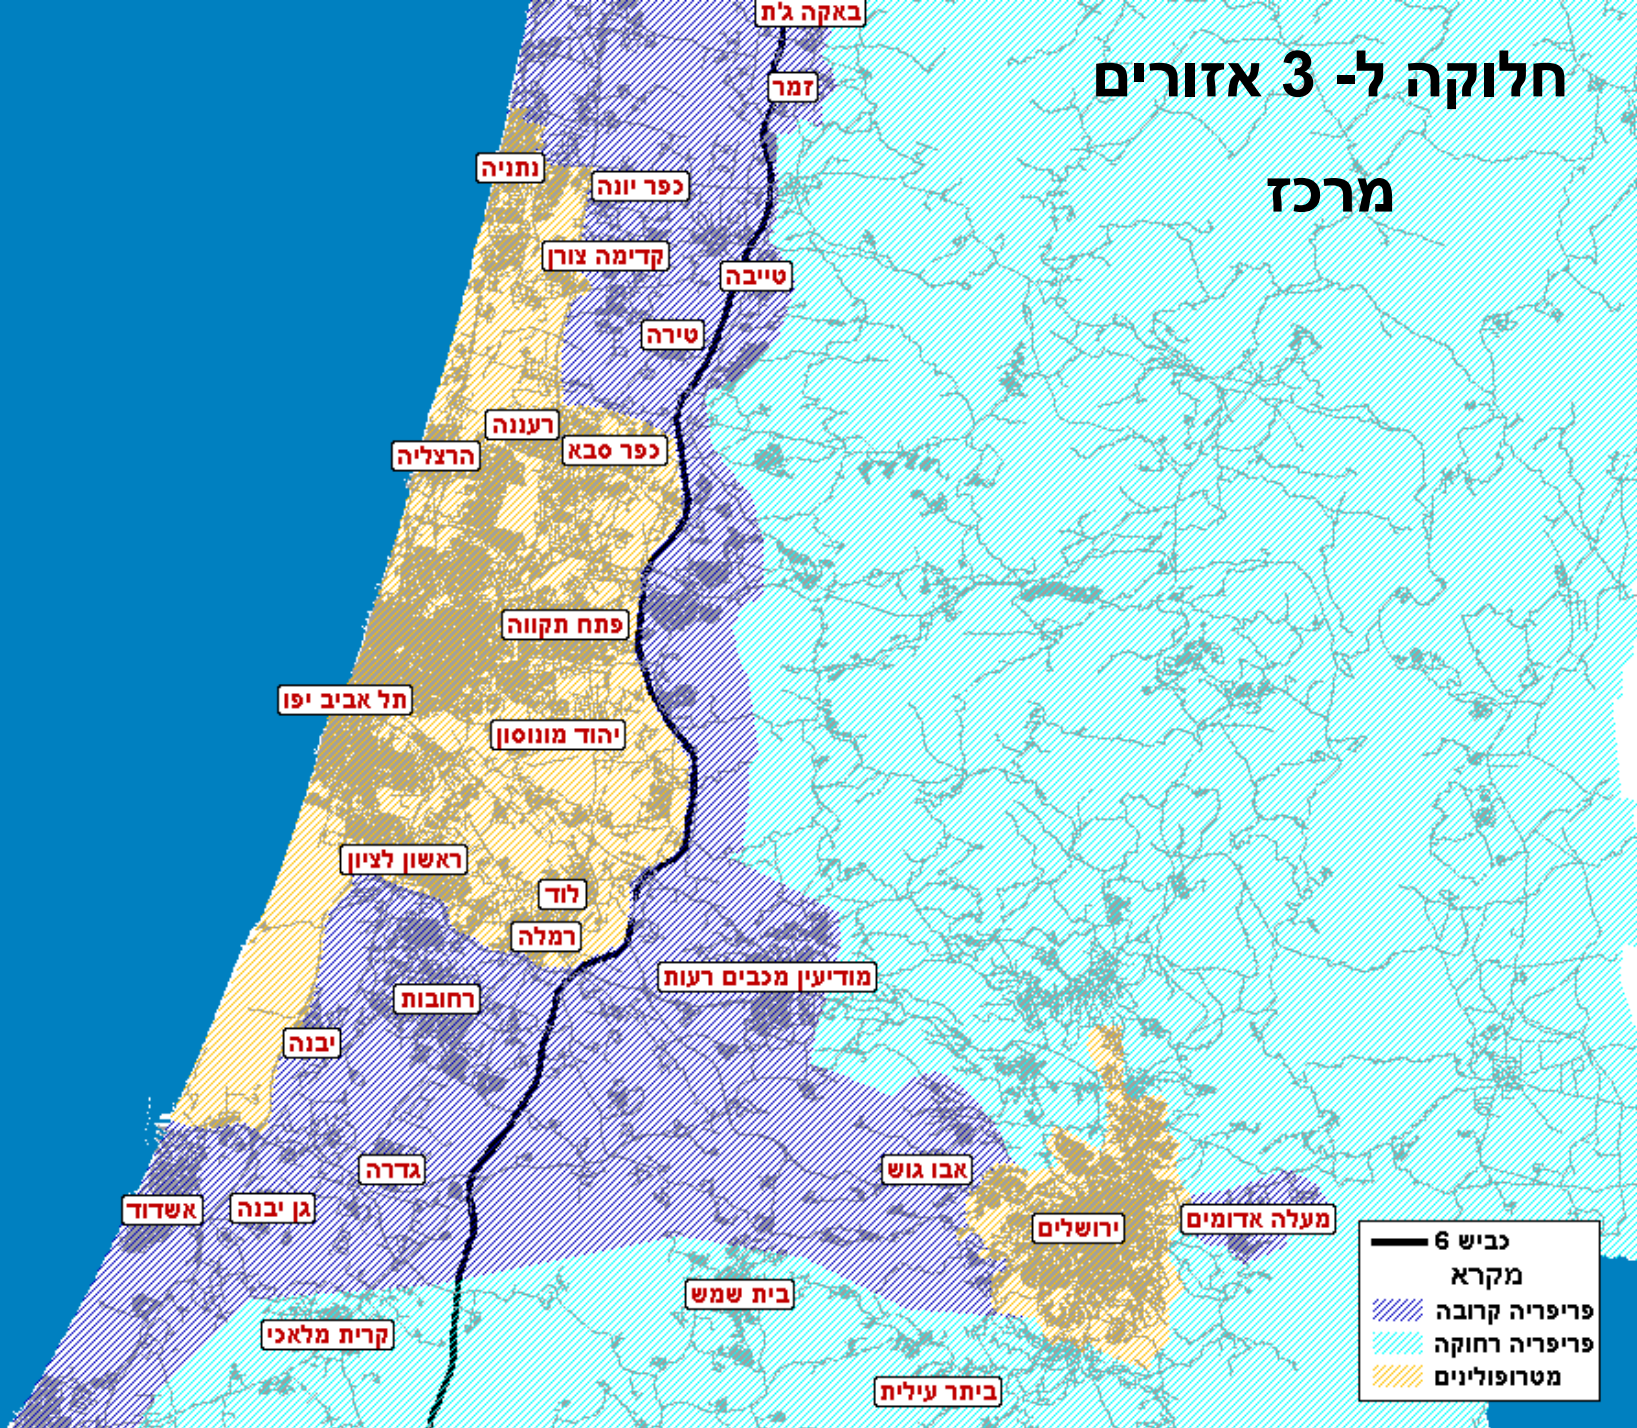 חלוקה ל- 3 אזורים
מרכז
באקה ג'ת
זמר
נתניה
כפר יונה
קדימה צורן
טייבה
טירה
רעננה
כפר סבא
הרצליה
פתח תקווה
תל אביב יפו
יהוד מונוסון
ראשון לציון
לוד
רמלה
מודיעין מכבים רעות
רחובות
יבנה
אבו גוש
גדרה
אשדוד
גן יבנה
ירושלים
מעלה אדומים
בית שמש
קרית מלאכי
ביתר עילית
כביש 6
מקרא
פריפריה קרובה
פריפריה רחוקה
מטרופולינים